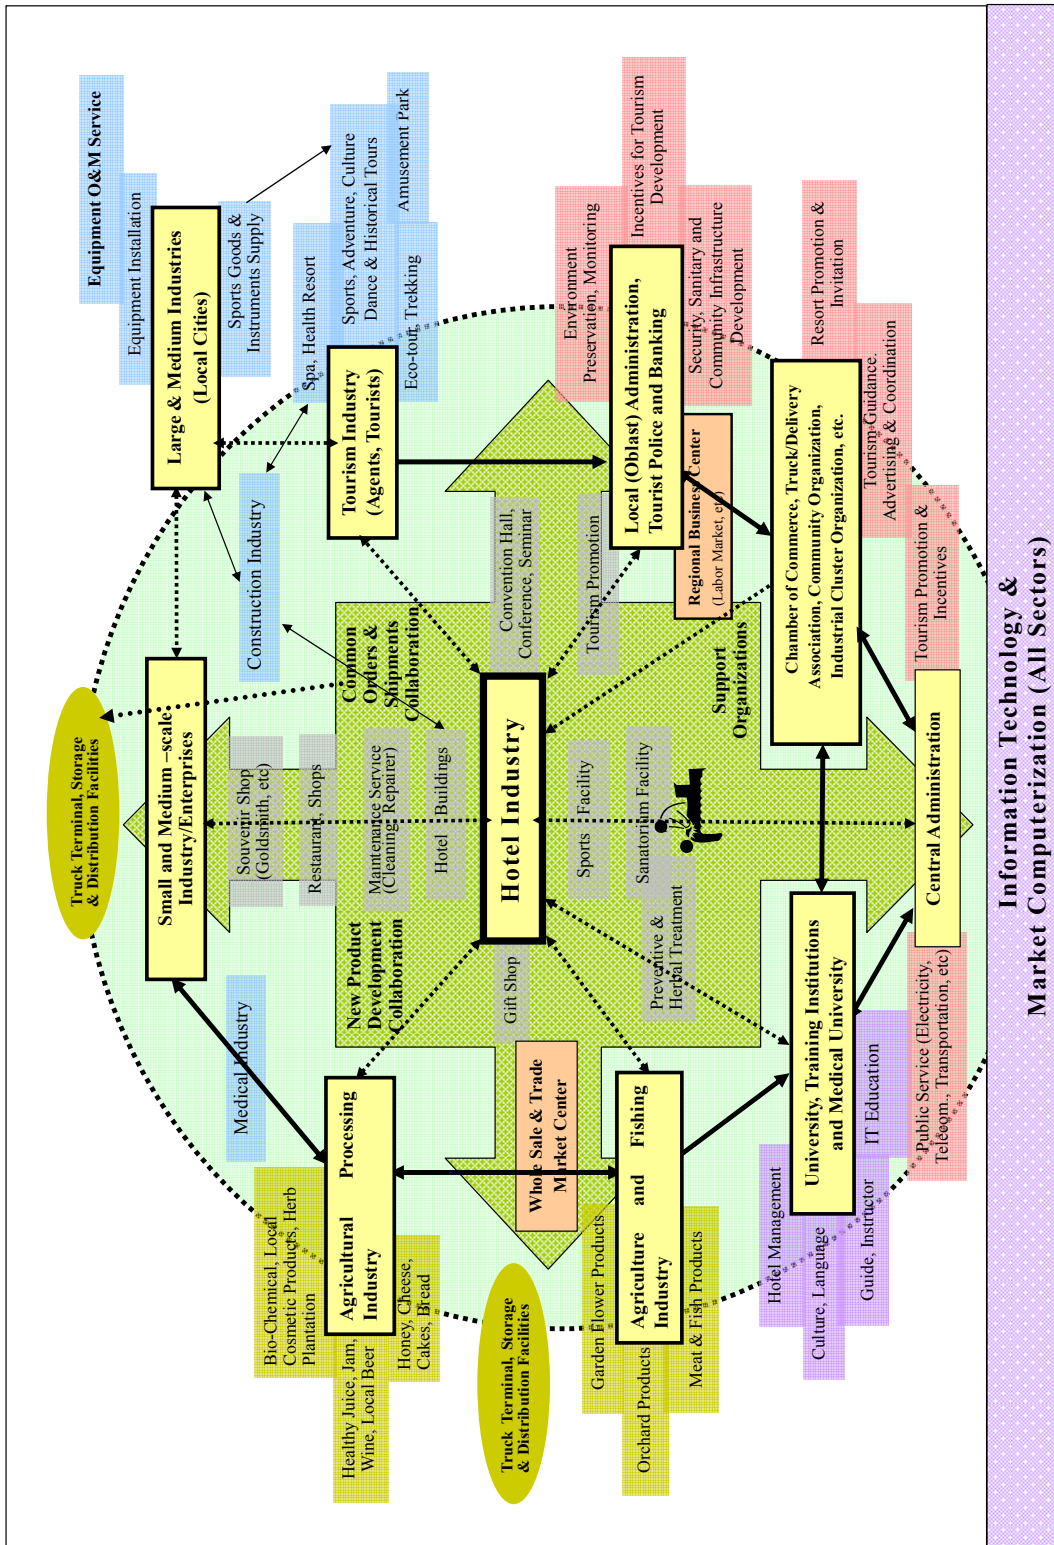 Truck Terminal, Storage
& Distribution Facilities
Small and Medium –scale
Industry/Enterprises
Large & Medium Industries
(Local Cities)
Equipment O&M Service
Equipment Installation
Sports Goods &
Instruments Supply
Medical Industry
Souvenir Shop
(Goldsmith, etc)
Restaurant, Shops
Construction Industry
Spa, Health Resort
Sports, Adventure, Culture
Dance & Historical Tours
Amusement Park
Eco-tour, Trekking
Bio-Chemical, Local
Cosmetic Products, Herb
Plantation
Agricultural Processing
Industry
Healthy Juice, Jam,
Wine, Local Beer
Honey, Cheese,
Cakes, Bread
New Product
Development
Collaboration
Maintenance Service
(Cleaning, Repairer)
Hotel Buildings
Common
Orders &
Shipments
Collaboration
Tourism Industry
(Agents, Tourists)
Truck Terminal, Storage
& Distribution Facilities
Whole Sale & Trade
Market Center
Gift Shop
Hotel Industry
Convention Hall,
Conference, Seminar
Tourism Promotion
Environment
Preservation, Monitoring
Incentives for Tourism
Development
Garden Flower Products
Agriculture and Fishing
Industry
Orchard Products
Meat & Fish Products
Sports Facility
Sanatorium Facility
Preventive &
Herbal Treatment
Local (Oblast) Administration,
Tourist Police and Banking
Security, Sanitary and
Community Infrastructure
Development
Regional Business Center
(Labor Market, etc)
Support
Organizations
Hotel Management
Culture, Language
Guide, Instructor
University, Training Institutions
and Medical University
IT Education
Chamber of Commerce, Truck/Delivery
Association, Community Organization,
Industrial Cluster Organization, etc.
Resort Promotion &
Invitation
Tourism Guidance.
Advertising & Coordination
Public Service (Electricity,
Telecom., Transportation, etc)
Central Administration
Tourism Promotion &
Incentives
Information Technology &
Market Computerization (All Sectors)